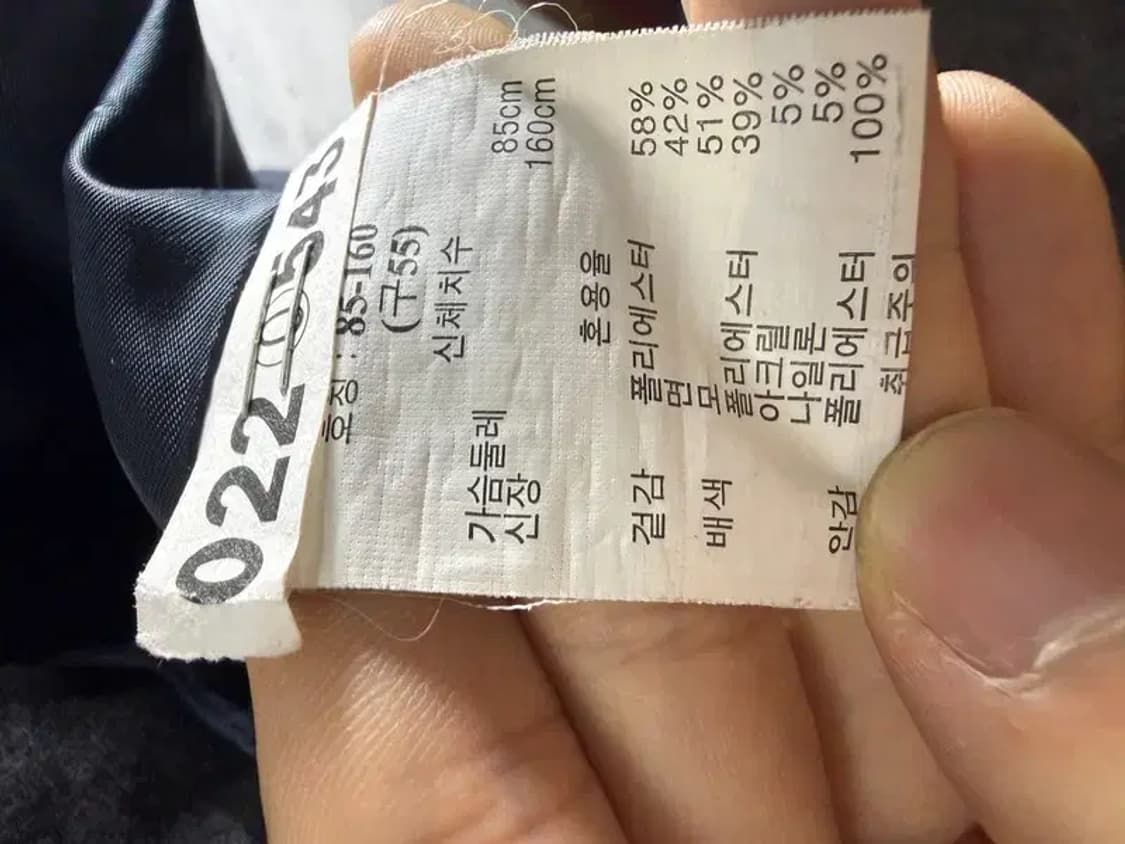 022 0543
호칭 : 85-160
(구55)
신체치수
가슴둘레 85cm
신장 160cm
혼용율
겉감 폴리에스터 58%
면 42%
배색 모 51%
폴리에스터 39%
아크릴 5%
나일론 5%
안감 폴리에스터 100%
취급주의